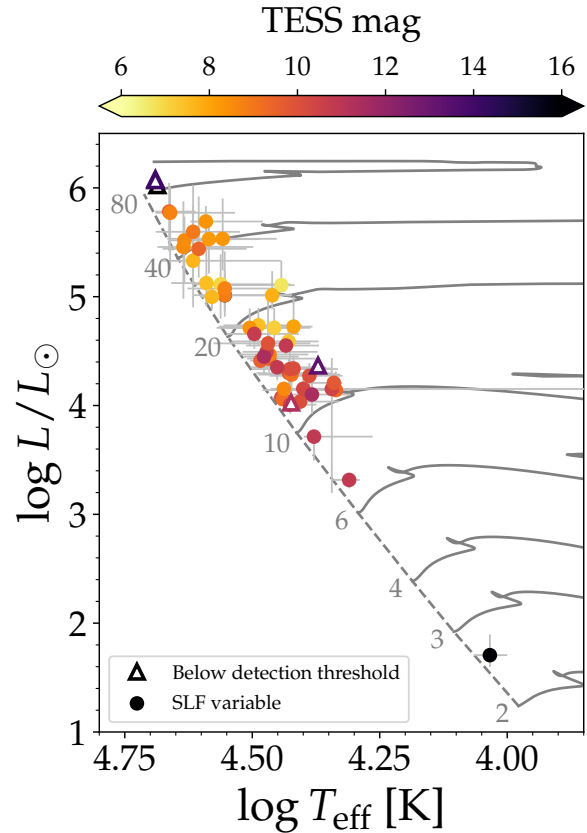 TESS mag
6 8 10 12 14 16
log L/L⊙
6
5
4
3
2
1
80
40
20
10
6
4
3
2
Below detection threshold
SLF variable
4.75 4.50 4.25 4.00
log Teff [K]